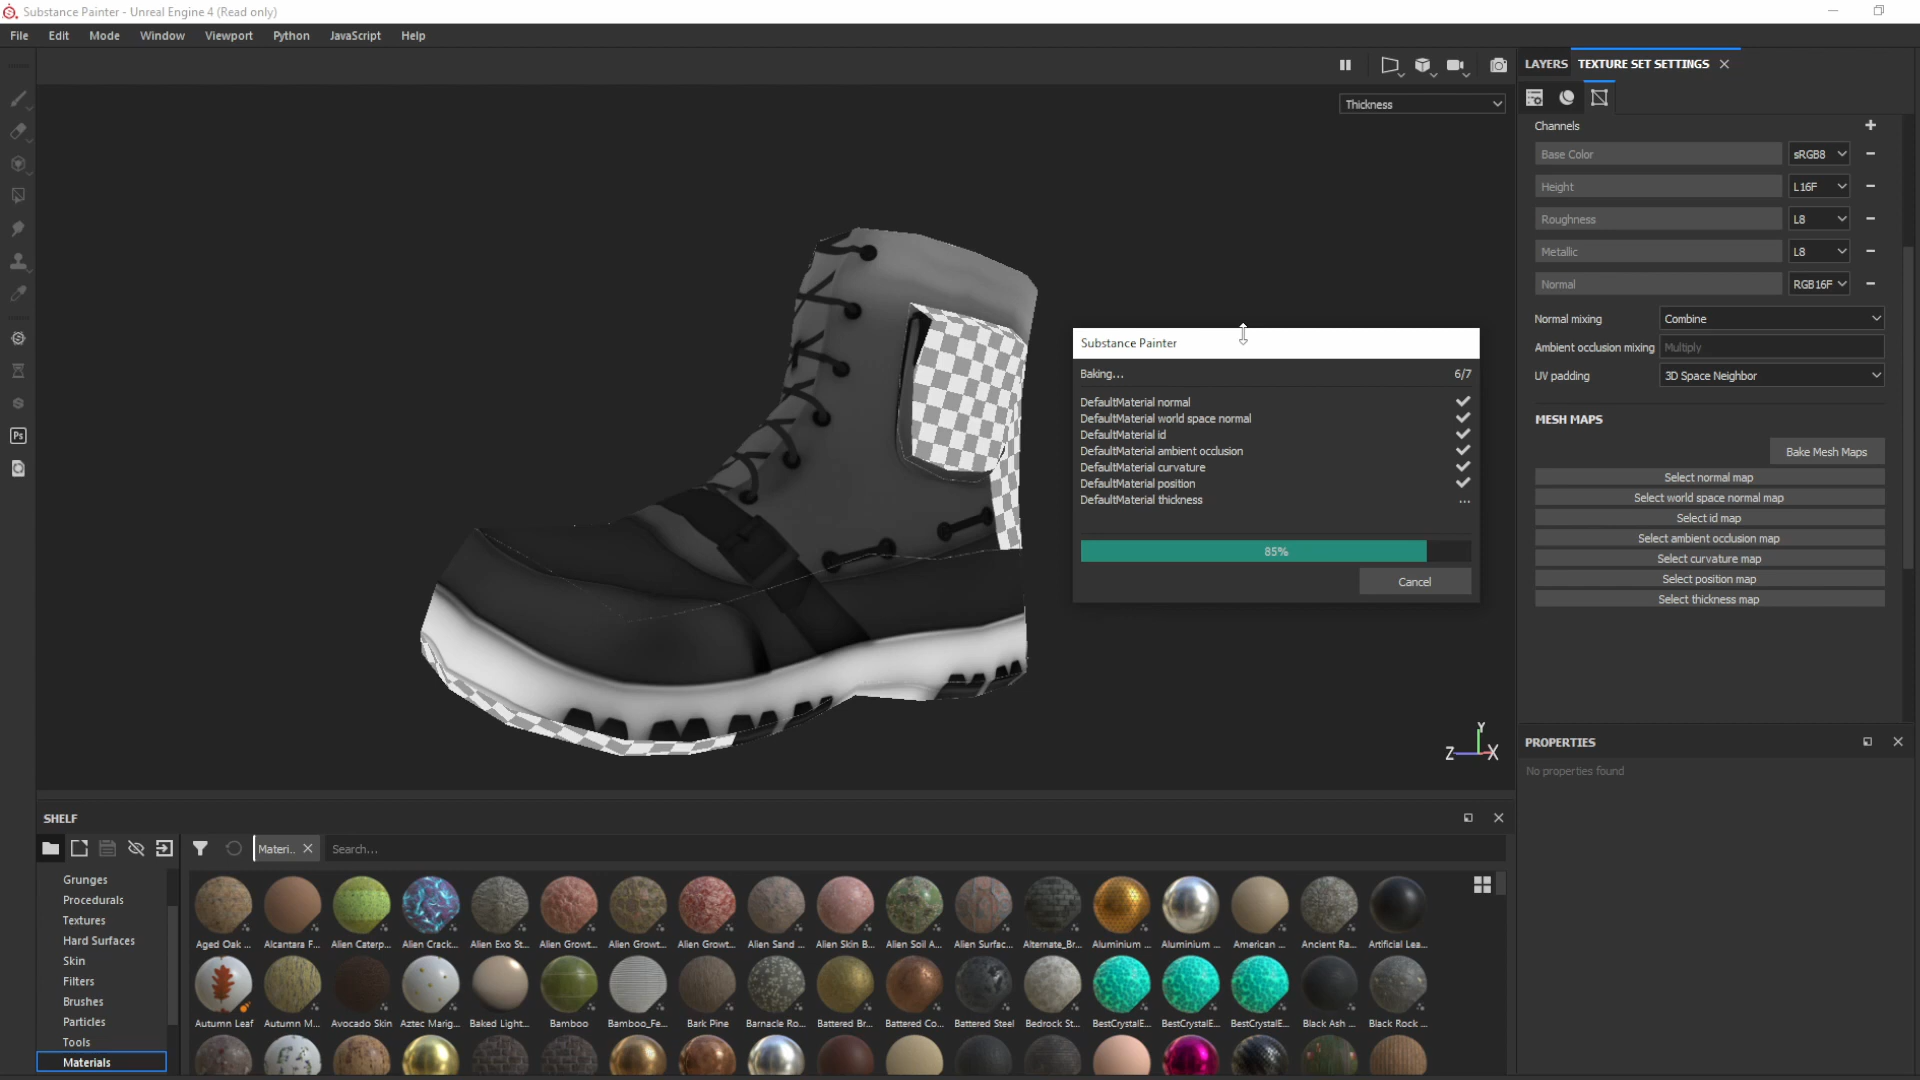 Substance Painter - Unreal Engine 4 (Read only)
File Edit Mode Window Viewport Python JavaScript Help
Thickness
LAYERS TEXTURE SET SETTINGS
Channels
Base Color sRGB8
Height L16F
Roughness L8
Metallic L8
Normal RGB16F
Normal mixing Combine
Ambient occlusion mixing Multiply
UV padding 3D Space Neighbor
MESH MAPS
Bake Mesh Maps
Select normal map
Select world space normal map
Select id map
Select ambient occlusion map
Select curvature map
Select position map
Select thickness map
Substance Painter
Baking... 6/7
DefaultMaterial normal
DefaultMaterial world space normal
DefaultMaterial id
DefaultMaterial ambient occlusion
DefaultMaterial curvature
DefaultMaterial position
DefaultMaterial thickness ...
85%
Cancel
Y
Z X
PROPERTIES
No properties found
SHELF
Ps
Materi.. Search...
Grunges
Procedurals
Textures
Hard Surfaces
Skin
Filters
Brushes
Particles
Tools
Materials
Aged Oak ... Alcantara F... Alien Caterp... Alien Crack... Alien Exo St... Alien Growt... Alien Growt... Alien Growt... Alien Sand ... Alien Skin B... Alien Soil A... Alien Surfac... Alternate_Br... Aluminium ... Aluminium ... American ... Ancient Ra... Artificial Lea...
Autumn Leaf Autumn M... Avocado Skin Aztec Marig... Baked Light... Bamboo Bamboo_Fe... Bark Pine Barnacle Ro... Battered Br... Battered Co... Battered Steel Bedrock St... BestCrystalE... BestCrystalE... BestCrystalE... Black Ash ... Black Rock ...